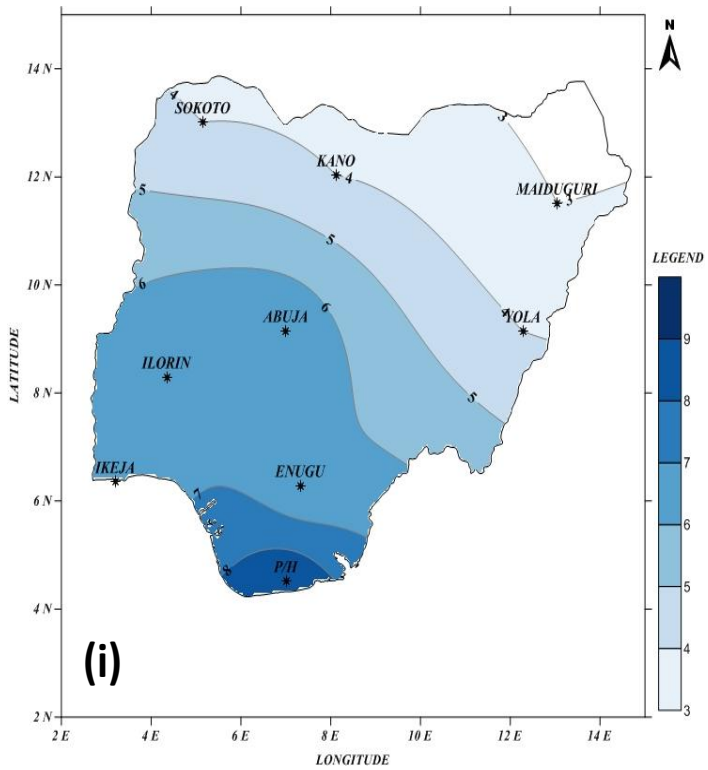 N
14 N
12 N
10 N
8 N
6 N
4 N
2 N
LATITUDE
4
SOKOTO
3
KANO
4
MAIDUGURI
3
5
5
6
6
ABUJA
4
YOLA
ILORIN
5
IKEJA
ENUGU
7
8
P/H
(i)
2 E
4 E
6 E
8 E
10 E
12 E
14 E
LONGITUDE
LEGEND
9
8
7
6
5
4
3